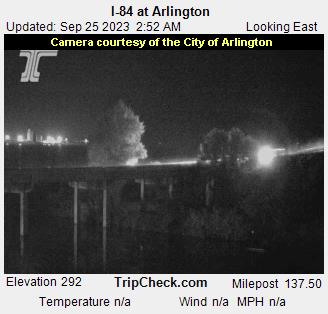 I-84 at Arlington
Updated: Sep 25 2023 2:52 AM Looking East
Camera courtesy of the City of Arlington
Elevation 292 TripCheck.com Milepost 137.50
Temperature n/a Wind n/a MPH n/a